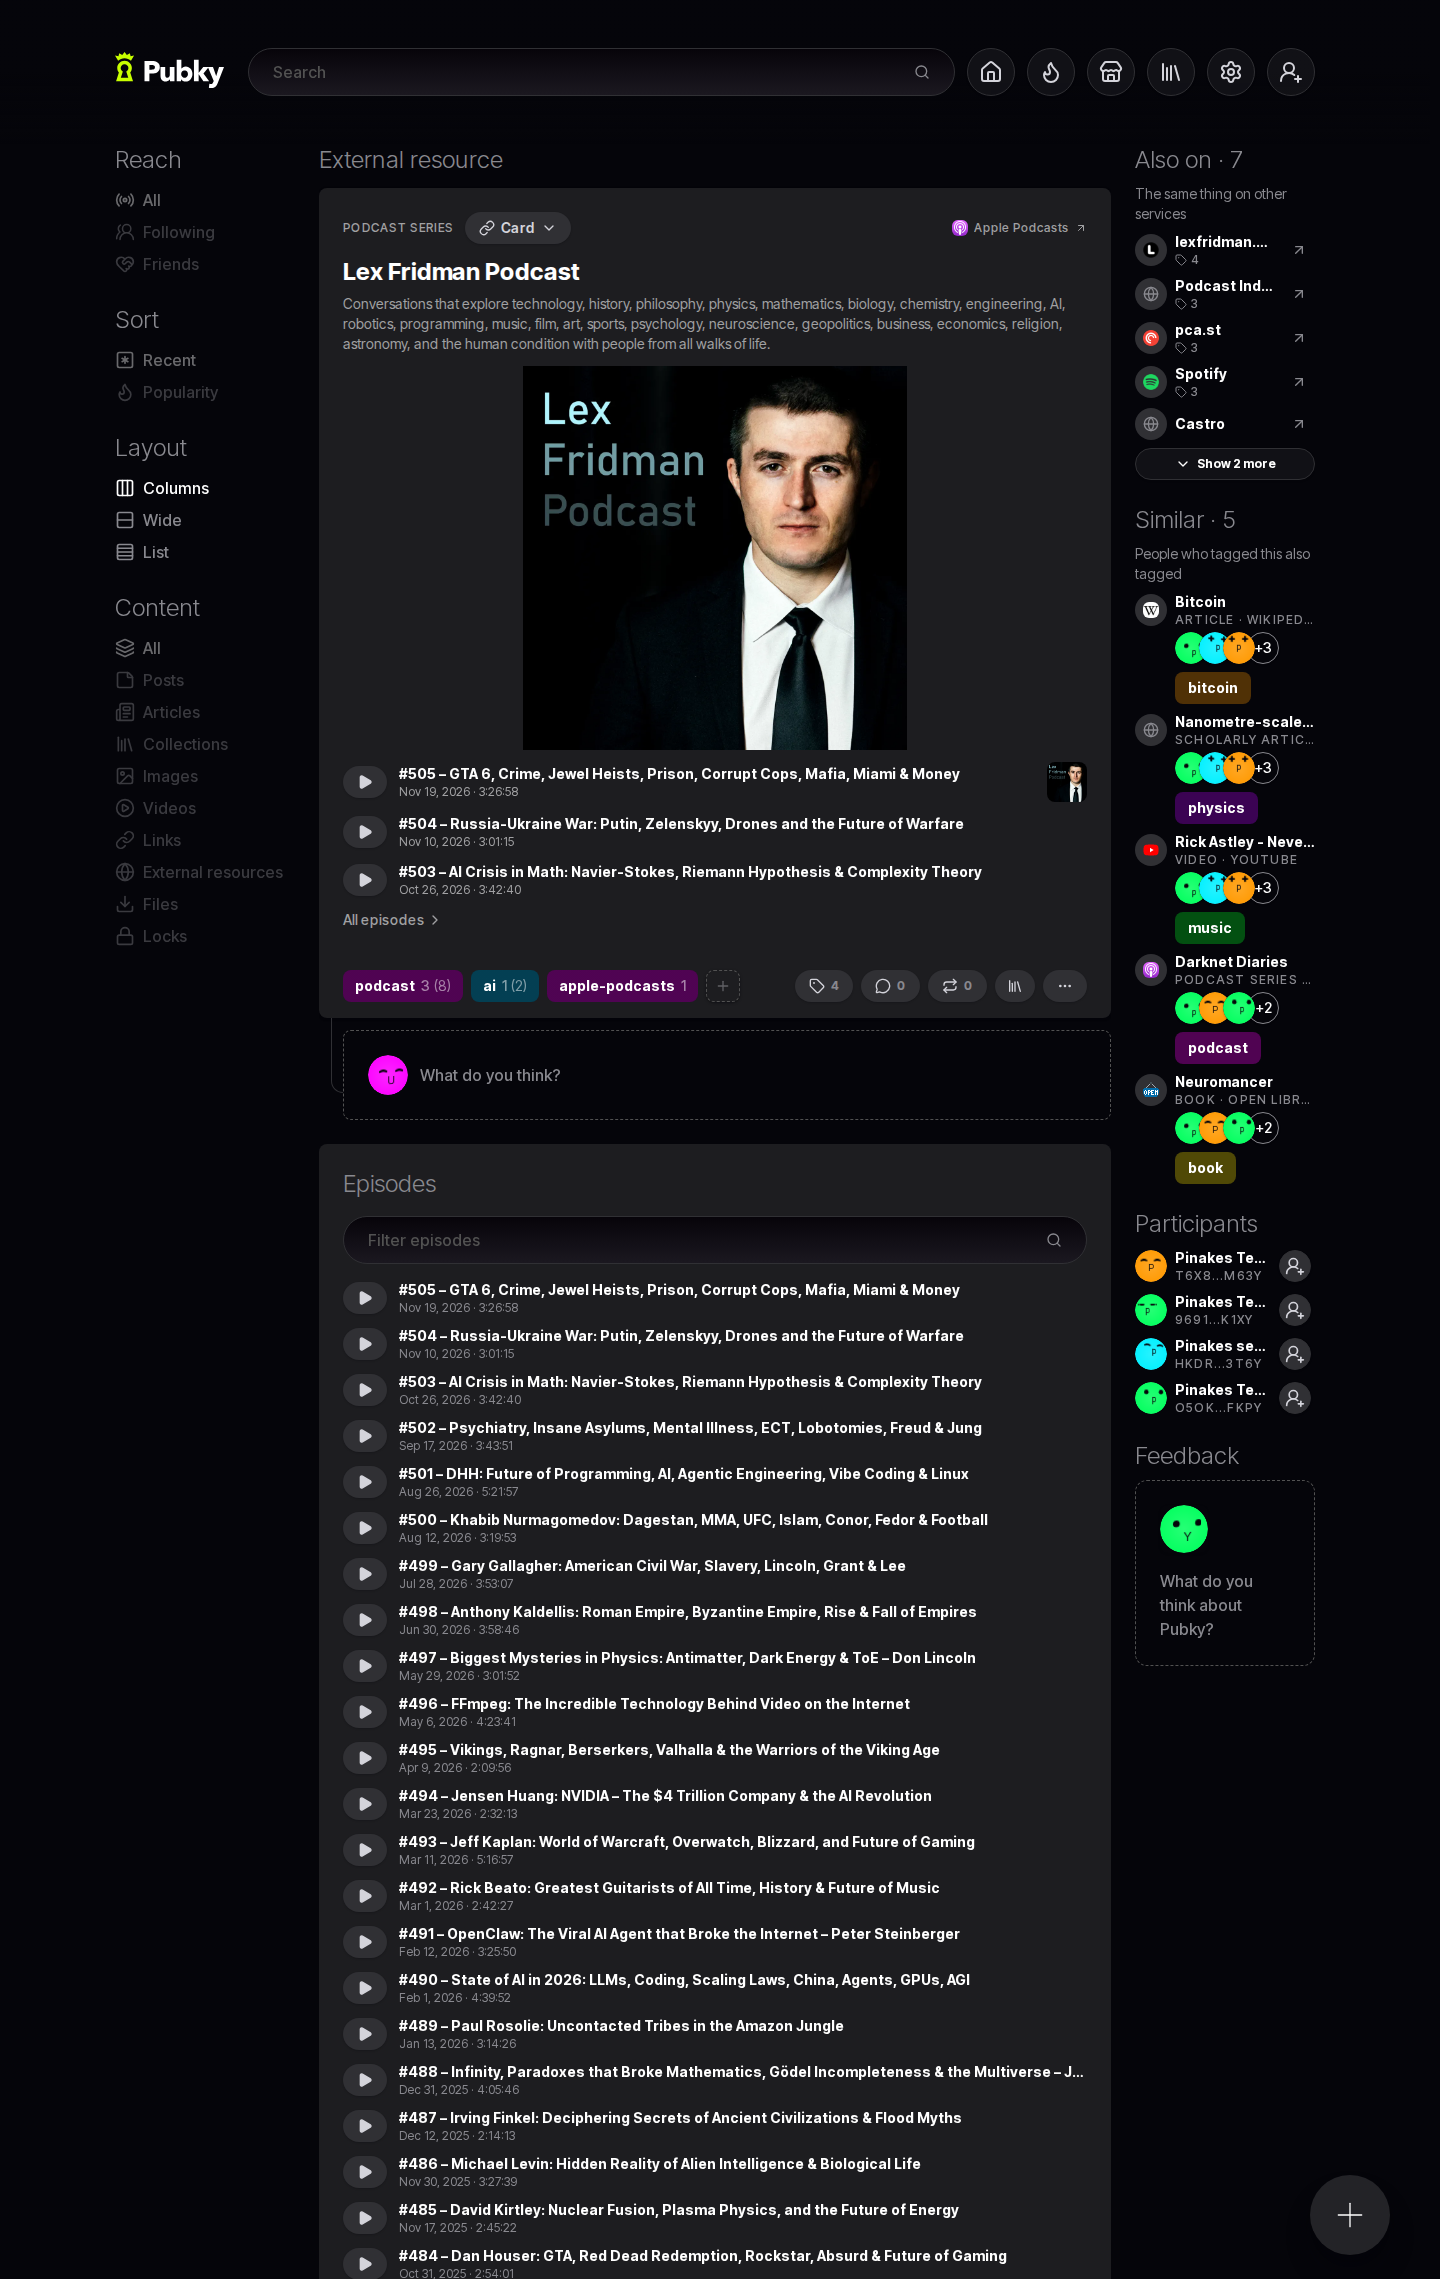 Pubky
Search
Reach
All
Following
Friends
Sort
Recent
Popularity
Layout
Columns
Wide
List
Content
All
Posts
Articles
Collections
Images
Videos
Links
External resources
Files
Locks
External resource
PODCAST SERIES
Card
Apple Podcasts
Lex Fridman Podcast
Conversations that explore technology, history, philosophy, physics, mathematics, biology, chemistry, engineering, AI,
robotics, programming, music, film, art, sports, psychology, neuroscience, geopolitics, business, economics, religion,
astronomy, and the human condition with people from all walks of life.
Lex
Fridman
Podcast
#505 – GTA 6, Crime, Jewel Heists, Prison, Corrupt Cops, Mafia, Miami & Money
Nov 19, 2026 · 3:26:58
#504 – Russia-Ukraine War: Putin, Zelenskyy, Drones and the Future of Warfare
Nov 10, 2026 · 3:01:15
#503 – AI Crisis in Math: Navier-Stokes, Riemann Hypothesis & Complexity Theory
Oct 26, 2026 · 3:42:40
All episodes
podcast 3 (8)
ai 1 (2)
apple-podcasts 1
4
0
0
What do you think?
Episodes
Filter episodes
#505 – GTA 6, Crime, Jewel Heists, Prison, Corrupt Cops, Mafia, Miami & Money
Nov 19, 2026 · 3:26:58
#504 – Russia-Ukraine War: Putin, Zelenskyy, Drones and the Future of Warfare
Nov 10, 2026 · 3:01:15
#503 – AI Crisis in Math: Navier-Stokes, Riemann Hypothesis & Complexity Theory
Oct 26, 2026 · 3:42:40
#502 – Psychiatry, Insane Asylums, Mental Illness, ECT, Lobotomies, Freud & Jung
Sep 17, 2026 · 3:43:51
#501 – DHH: Future of Programming, AI, Agentic Engineering, Vibe Coding & Linux
Aug 26, 2026 · 5:21:57
#500 – Khabib Nurmagomedov: Dagestan, MMA, UFC, Islam, Conor, Fedor & Football
Aug 12, 2026 · 3:19:53
#499 – Gary Gallagher: American Civil War, Slavery, Lincoln, Grant & Lee
Jul 28, 2026 · 3:53:07
#498 – Anthony Kaldellis: Roman Empire, Byzantine Empire, Rise & Fall of Empires
Jun 30, 2026 · 3:58:46
#497 – Biggest Mysteries in Physics: Antimatter, Dark Energy & ToE – Don Lincoln
May 29, 2026 · 3:01:52
#496 – FFmpeg: The Incredible Technology Behind Video on the Internet
May 6, 2026 · 4:23:41
#495 – Vikings, Ragnar, Berserkers, Valhalla & the Warriors of the Viking Age
Apr 9, 2026 · 2:09:56
#494 – Jensen Huang: NVIDIA – The $4 Trillion Company & the AI Revolution
Mar 23, 2026 · 2:32:13
#493 – Jeff Kaplan: World of Warcraft, Overwatch, Blizzard, and Future of Gaming
Mar 11, 2026 · 5:16:57
#492 – Rick Beato: Greatest Guitarists of All Time, History & Future of Music
Mar 1, 2026 · 2:42:27
#491 – OpenClaw: The Viral AI Agent that Broke the Internet – Peter Steinberger
Feb 12, 2026 · 3:25:50
#490 – State of AI in 2026: LLMs, Coding, Scaling Laws, China, Agents, GPUs, AGI
Feb 1, 2026 · 4:39:52
#489 – Paul Rosolie: Uncontacted Tribes in the Amazon Jungle
Jan 13, 2026 · 3:14:26
#488 – Infinity, Paradoxes that Broke Mathematics, Gödel Incompleteness & the Multiverse – J...
Dec 31, 2025 · 4:05:46
#487 – Irving Finkel: Deciphering Secrets of Ancient Civilizations & Flood Myths
Dec 12, 2025 · 2:14:13
#486 – Michael Levin: Hidden Reality of Alien Intelligence & Biological Life
Nov 30, 2025 · 3:27:39
#485 – David Kirtley: Nuclear Fusion, Plasma Physics, and the Future of Energy
Nov 17, 2025 · 2:45:22
#484 – Dan Houser: GTA, Red Dead Redemption, Rockstar, Absurd & Future of Gaming
Oct 31, 2025 · 2:54:01
Also on · 7
The same thing on other
services
lexfridman....
4
Podcast Ind...
3
pca.st
3
Spotify
3
Castro
Show 2 more
Similar · 5
People who tagged this also
tagged
Bitcoin
ARTICLE · WIKIPED...
+3
bitcoin
Nanometre-scale...
SCHOLARLY ARTIC...
+3
physics
Rick Astley - Neve...
VIDEO · YOUTUBE
+3
music
Darknet Diaries
PODCAST SERIES ...
+2
podcast
Neuromancer
BOOK · OPEN LIBR...
+2
book
Participants
Pinakes Te...
T6X8...M63Y
Pinakes Te...
9691...K1XY
Pinakes se...
HKDR...3T6Y
Pinakes Te...
O5OK...FKPY
Feedback
What do you
think about
Pubky?